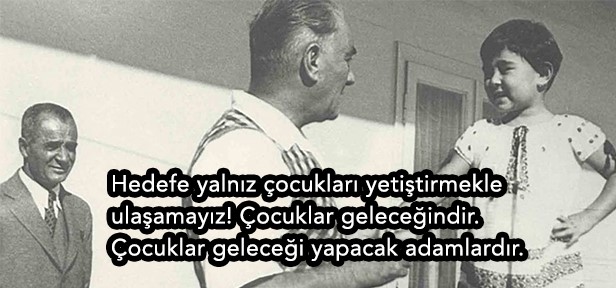 Hedefe yalnız çocukları yetiştirmekle
ulaşamayız! Çocuklar geleceğindir.
Çocuklar geleceği yapacak adamlardır.